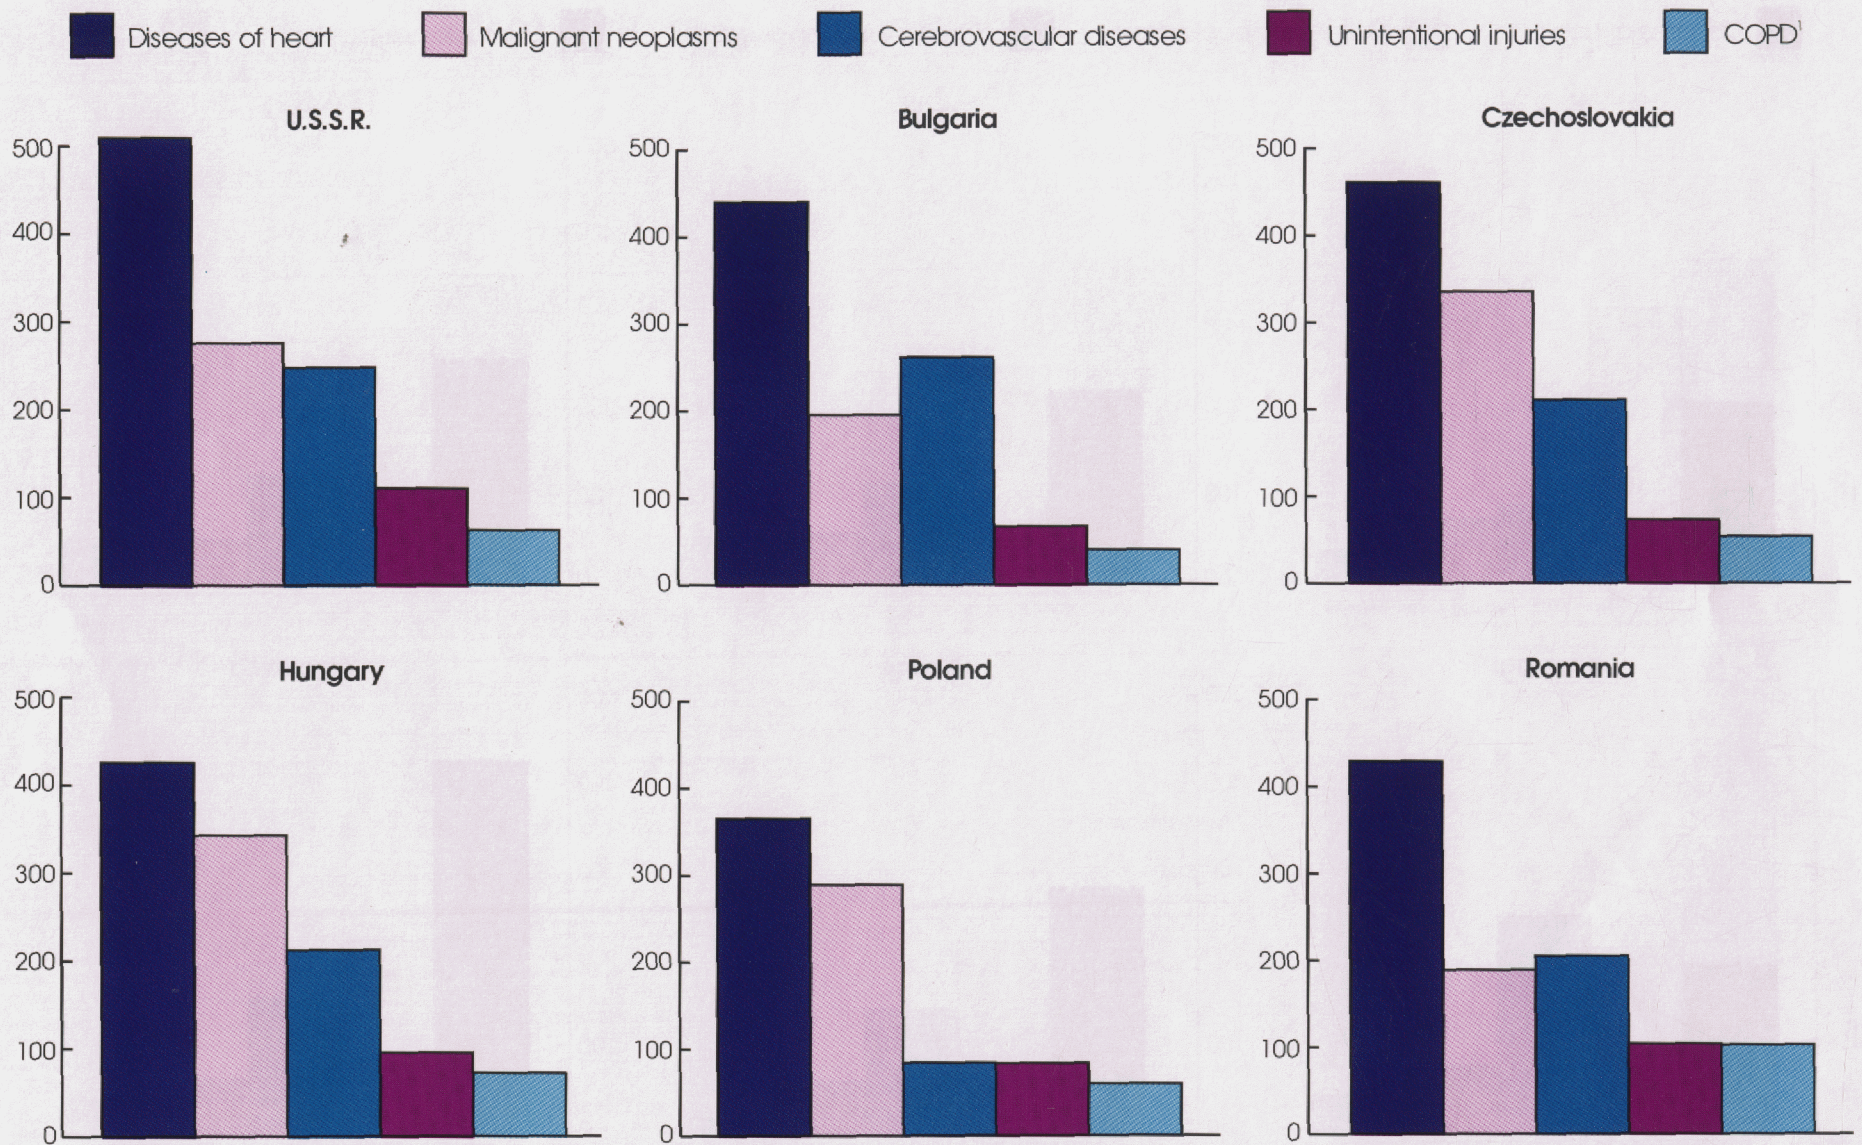 Diseases of heart Malignant neoplasms Cerebrovascular diseases Unintentional injuries COPD¹
U.S.S.R. Bulgaria Czechoslovakia
500 500 500
400 400 400
300 300 300
200 200 200
100 100 100
0 0 0
Hungary Poland Romania
500 500 500
400 400 400
300 300 300
200 200 200
100 100 100
0 0 0